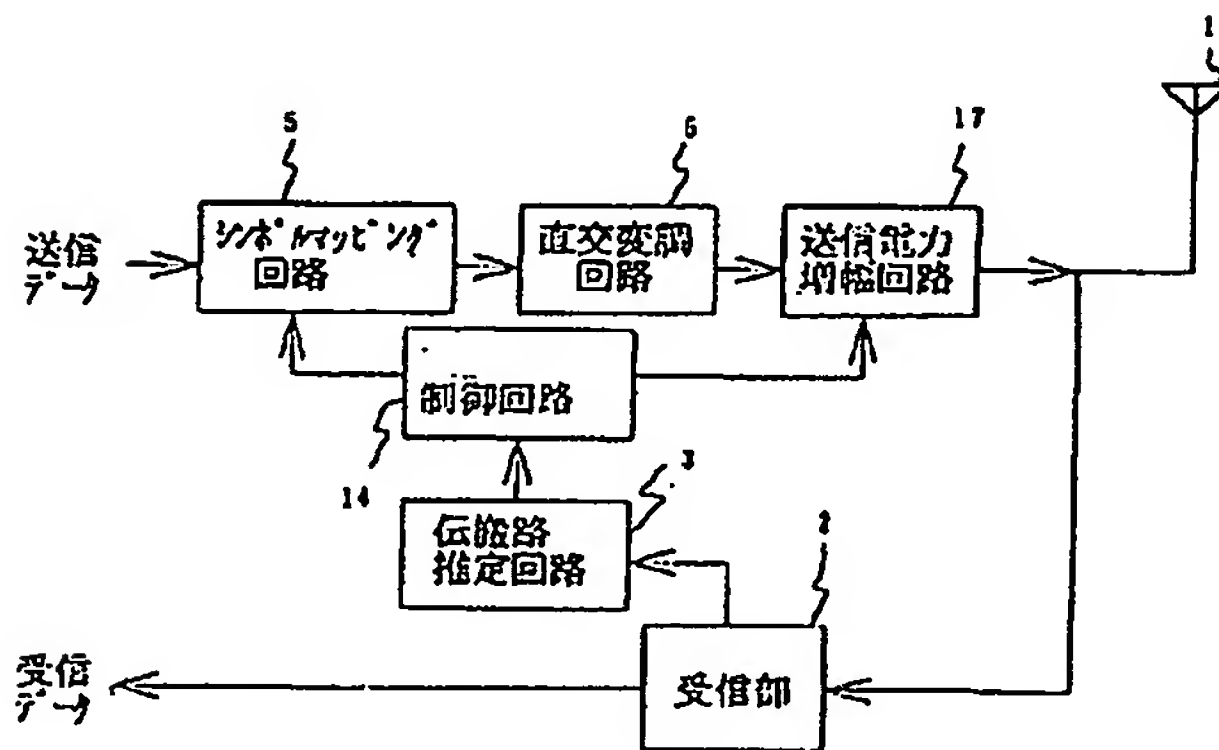 1
5
6
17
送信
データ
シンボルマッピング
回路
直交変調
回路
送信電力
増幅回路
制御回路
14
3
伝搬路
推定回路
2
受信
データ
受信部